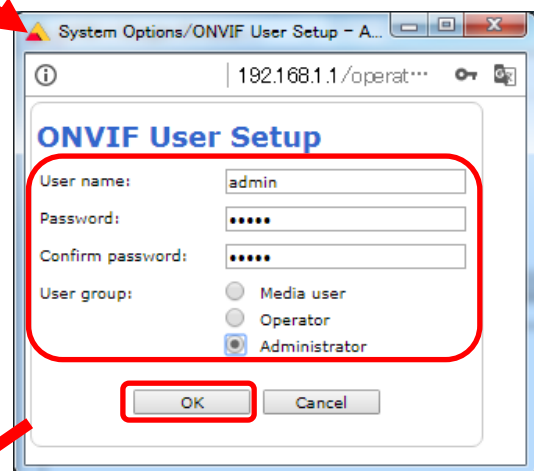 System Options/ONVIF User Setup - A...
192.168.1.1/operat...
ONVIF User Setup
User name: admin
Password: •••••
Confirm password: •••••
User group: Media user
Operator
Administrator
OK Cancel